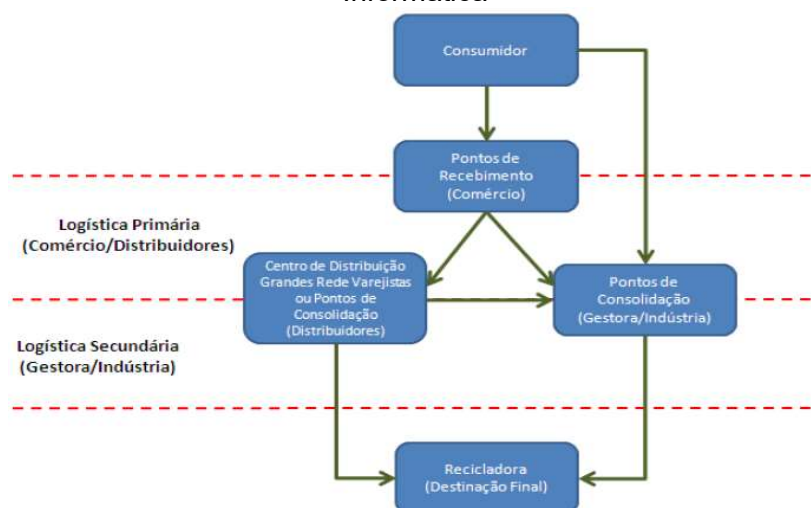 Consumidor
Pontos de
Recebimento
(Comércio)
Logística Primária
(Comércio/Distribuidores)
Centro de Distribuição
Grandes Rede Varejistas
ou Pontos de
Consolidação
(Distribuidores)
Pontos de
Consolidação
(Gestora/Indústria)
Logística Secundária
(Gestora/Indústria)
Recicladora
(Destinação Final)